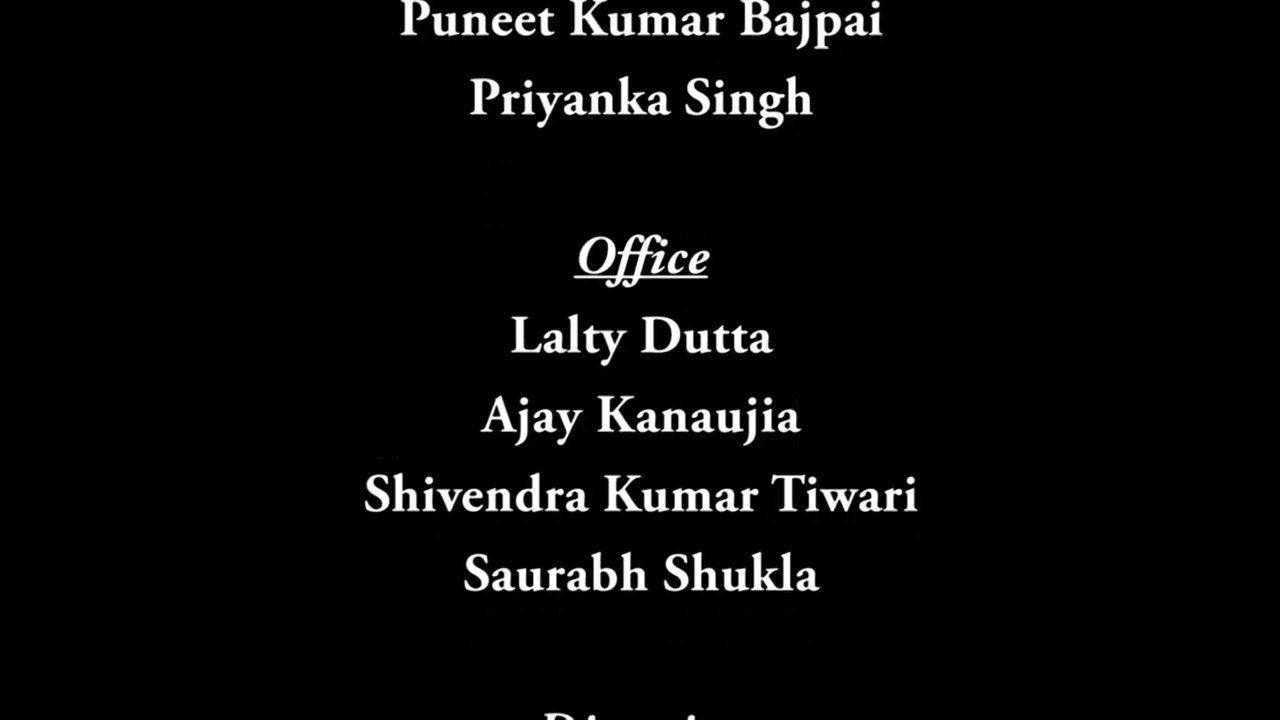 Puneet Kumar Bajpai
Priyanka Singh
Office
Lalty Dutta
Ajay Kanaujia
Shivendra Kumar Tiwari
Saurabh Shukla